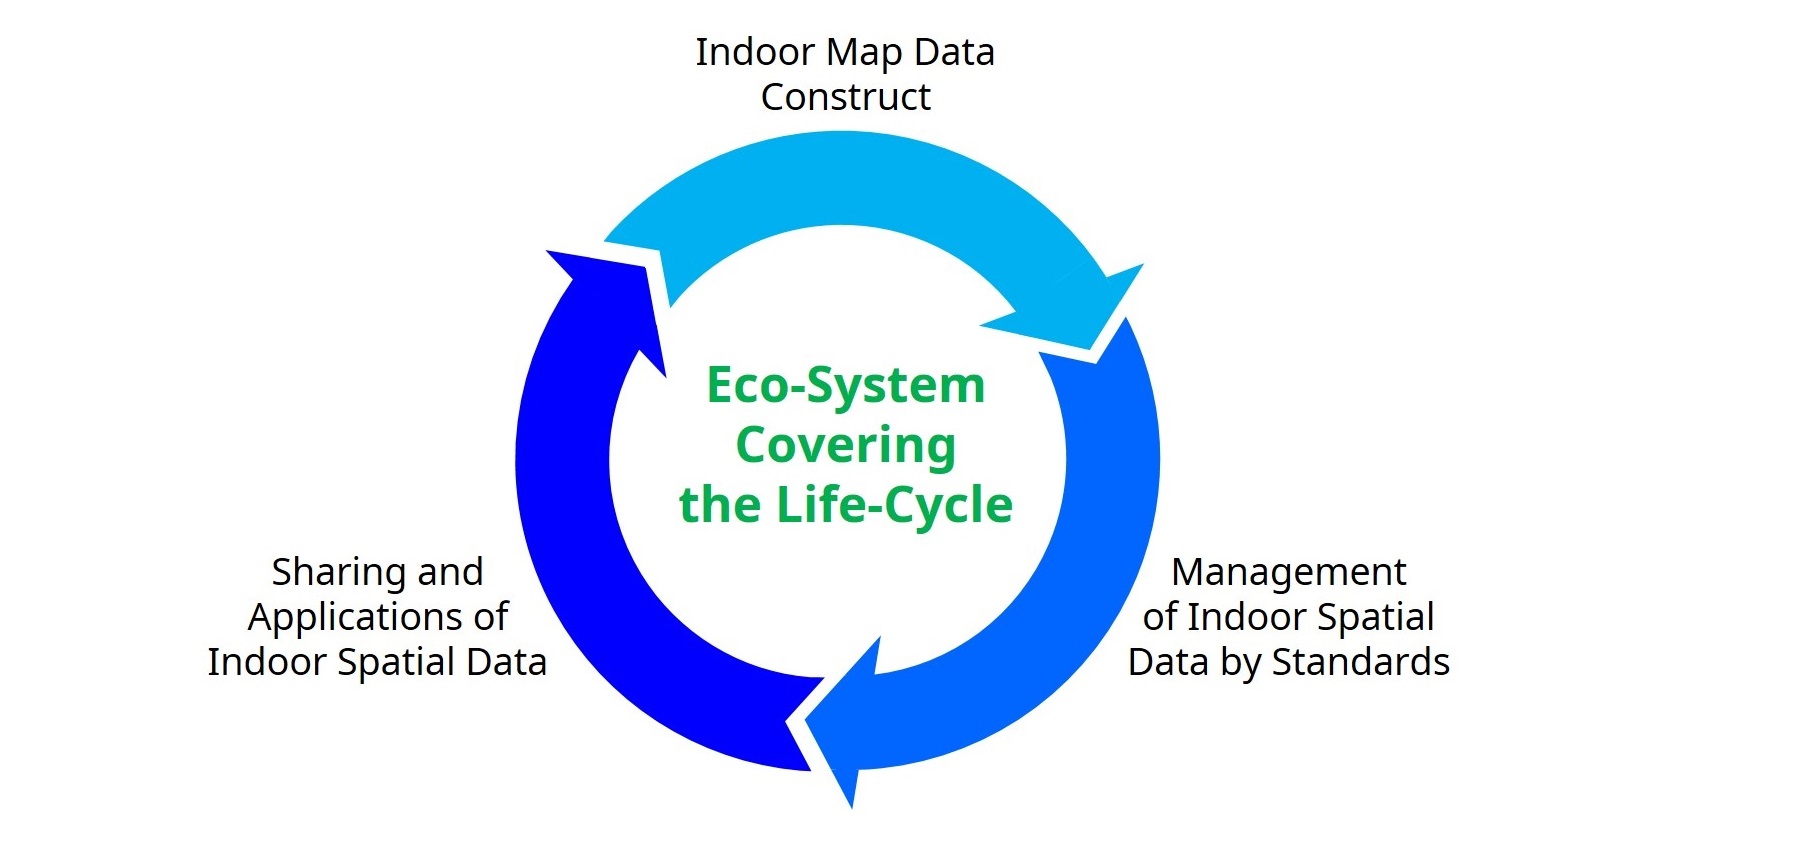 Indoor Map Data
Construct
Eco-System
Covering
the Life-Cycle
Sharing and
Applications of
Indoor Spatial Data
Management
of Indoor Spatial
Data by Standards